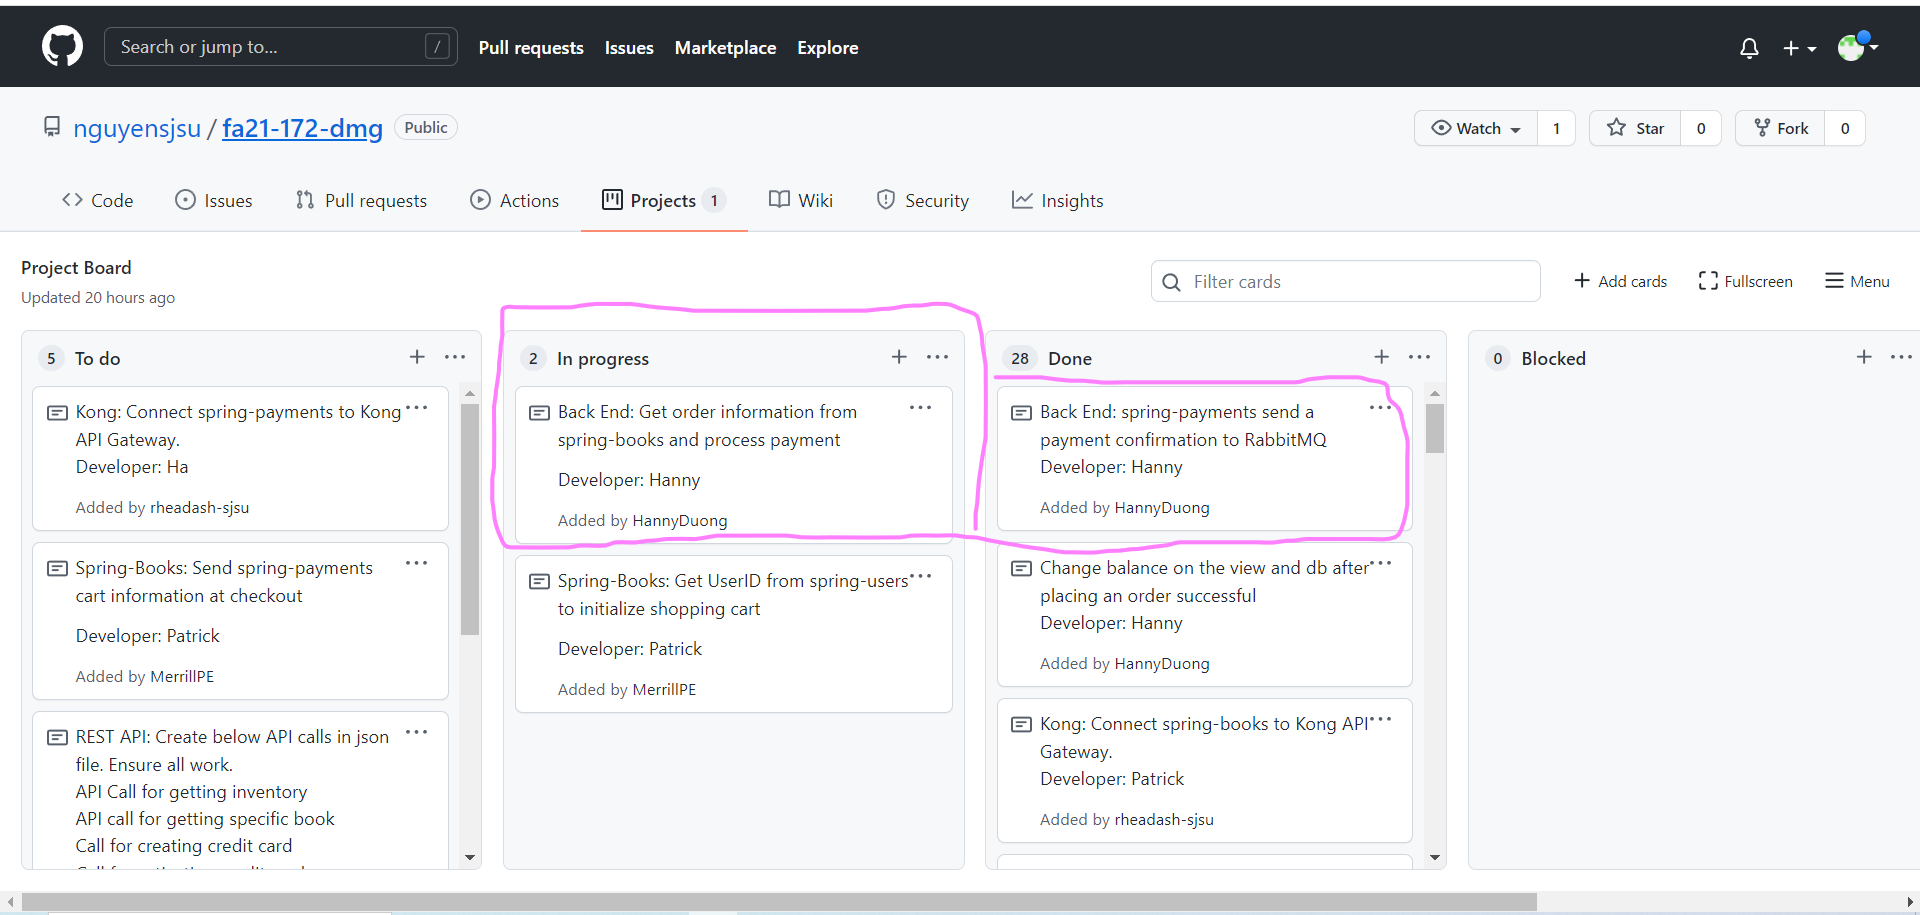 Search or jump to... /
Pull requests Issues Marketplace Explore
nguyensjsu / fa21-172-dmg Public
Watch 1 Star 0 Fork 0
Code Issues Pull requests Actions Projects 1 Wiki Security Insights
Project Board
Updated 20 hours ago
Filter cards
Add cards Fullscreen Menu
5 To do
Kong: Connect spring-payments to Kong
API Gateway.
Developer: Ha
Added by rheadash-sjsu
Spring-Books: Send spring-payments
cart information at checkout
Developer: Patrick
Added by MerrillPE
REST API: Create below API calls in json
file. Ensure all work.
API Call for getting inventory
API call for getting specific book
Call for creating credit card
2 In progress
Back End: Get order information from
spring-books and process payment
Developer: Hanny
Added by HannyDuong
Spring-Books: Get UserID from spring-users
to initialize shopping cart
Developer: Patrick
Added by MerrillPE
28 Done
Back End: spring-payments send a
payment confirmation to RabbitMQ
Developer: Hanny
Added by HannyDuong
Change balance on the view and db after
placing an order successful
Developer: Hanny
Added by HannyDuong
Kong: Connect spring-books to Kong API
Gateway.
Developer: Patrick
Added by rheadash-sjsu
0 Blocked